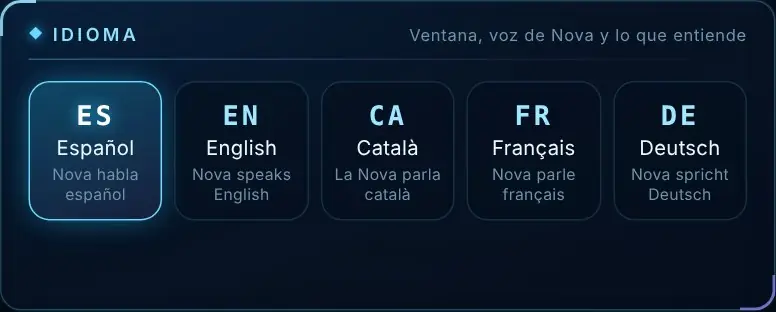 IDIOMA
Ventana, voz de Nova y lo que entiende
ES
Español
Nova habla
español
EN
English
Nova speaks
English
CA
Català
La Nova parla
català
FR
Français
Nova parle
français
DE
Deutsch
Nova spricht
Deutsch